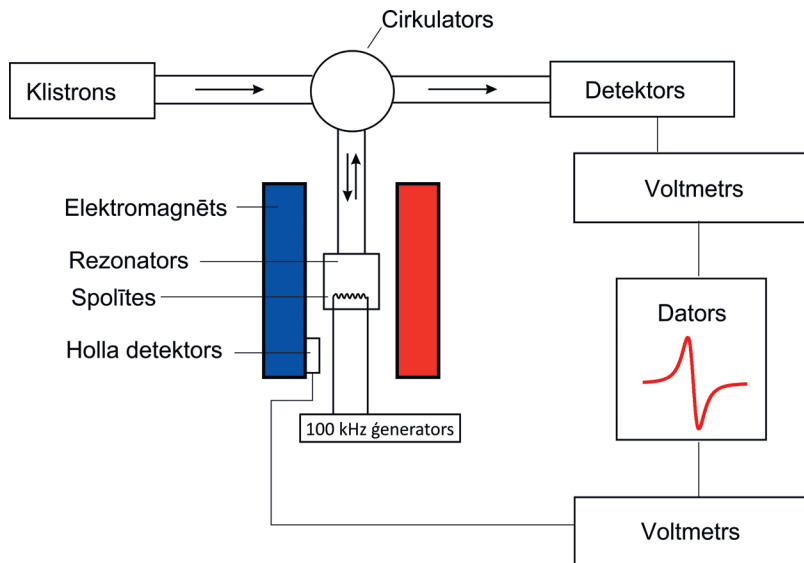 Cirkulators
Klistrons
Detektors
Voltmetrs
Elektromagnēts
Rezonators
Spolītes
Dators
Holla detektors
100 kHz ģenerators
Voltmetrs